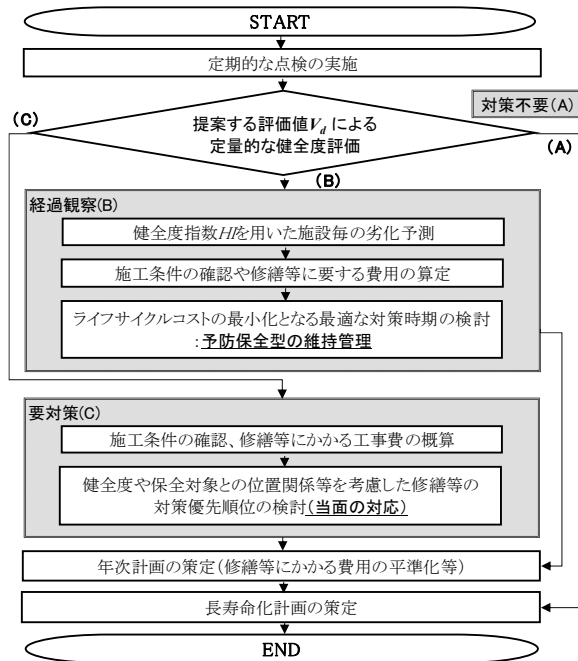 START
定期的な点検の実施
対策不要(A)
(C)
提案する評価値Vd による
定量的な健全度評価
(A)
(B)
経過観察(B)
健全度指数HIを用いた施設毎の劣化予測
施工条件の確認や修繕等に要する費用の算定
ライフサイクルコストの最小化となる最適な対策時期の検討
:予防保全型の維持管理
要対策(C)
施工条件の確認、修繕等にかかる工事費の概算
健全度や保全対象との位置関係等を考慮した修繕等の
対策優先順位の検討(当面の対応)
年次計画の策定(修繕等にかかる費用の平準化等)
長寿命化計画の策定
END